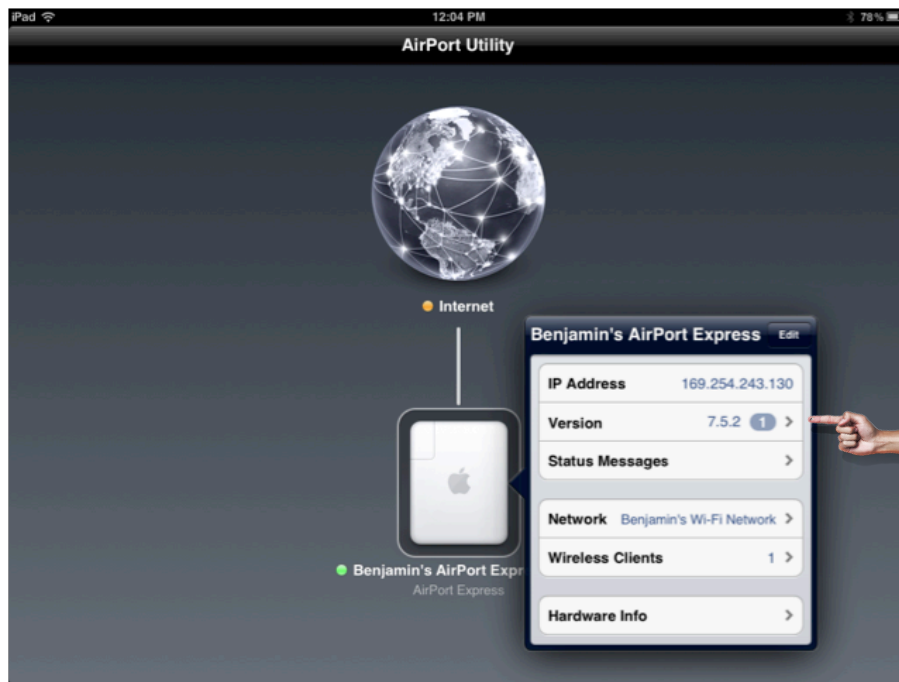 iPad 12:04 PM 78%
AirPort Utility
Internet
Benjamin's AirPort Express Edit
IP Address 169.254.243.130
Version 7.5.2 1
Status Messages
Network Benjamin's Wi-Fi Network
Wireless Clients 1
Hardware Info
Benjamin's AirPort Expr
AirPort Express